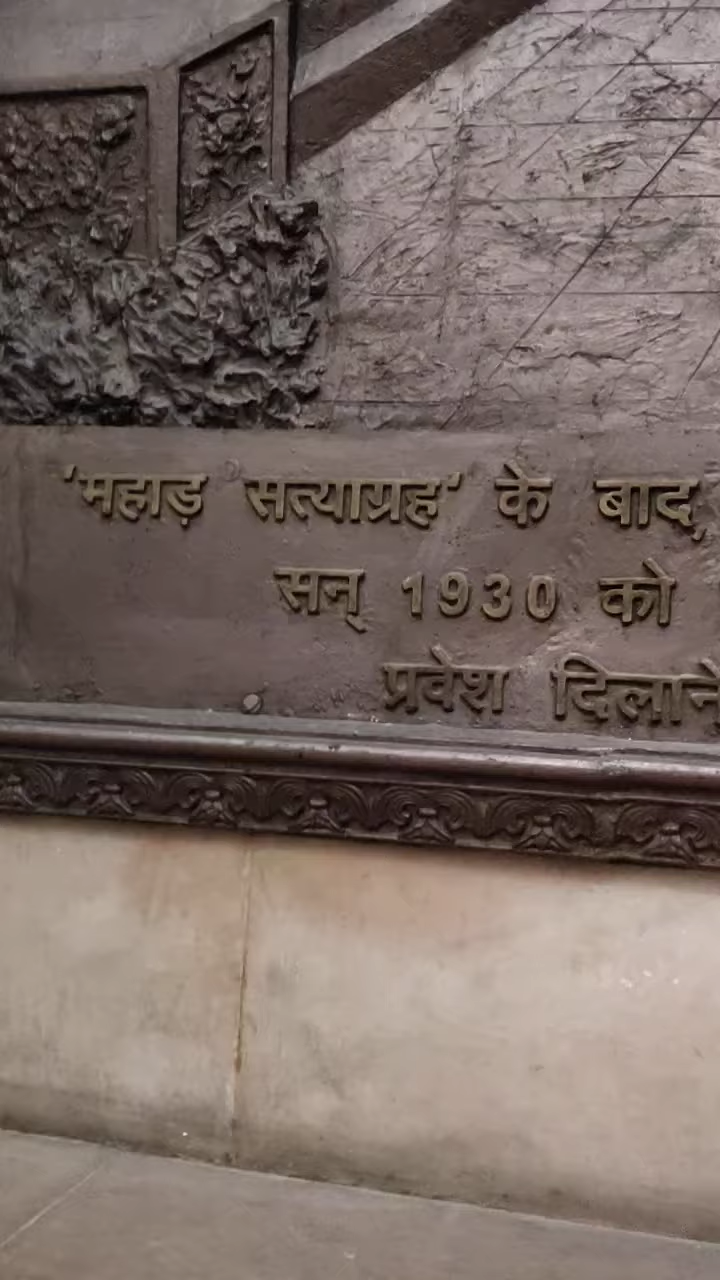 'महाड़ सत्याग्रह' के बाद,
सन् 1930 को
प्रवेश दिलाने